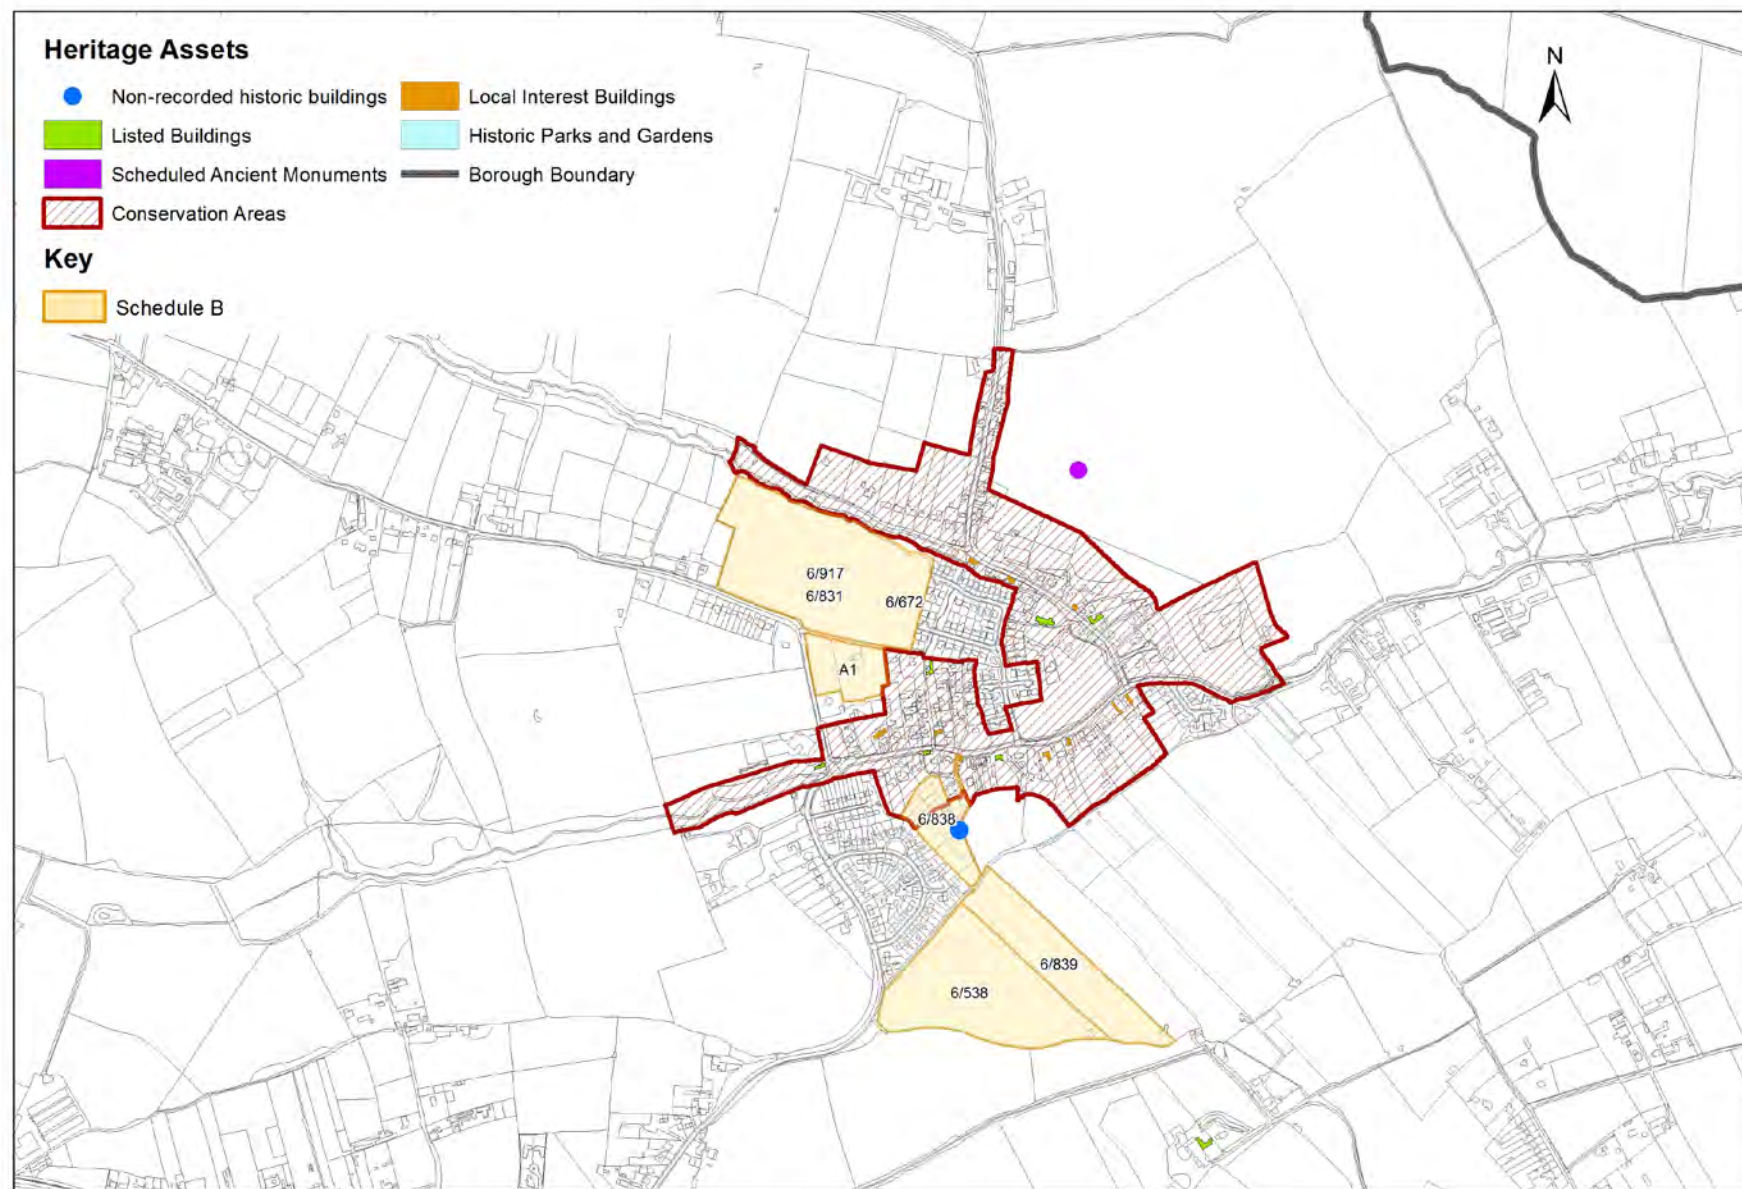 Heritage Assets
Non-recorded historic buildings
Local Interest Buildings
Listed Buildings
Historic Parks and Gardens
Scheduled Ancient Monuments
Borough Boundary
Conservation Areas
Key
Schedule B
N
6/917
6/831
6/672
A1
6/838
6/839
6/538